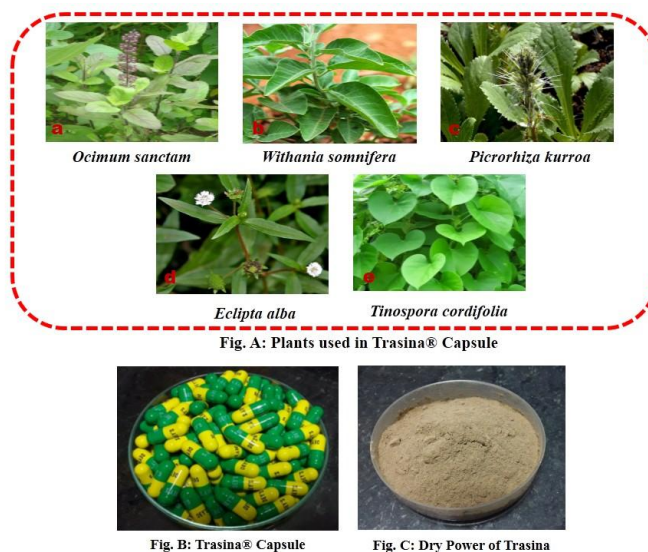 a
b
c
Ocimum sanctam
Withania somnifera
Picrorhiza kurroa
d
e
Eclipta alba
Tinospora cordifolia
Fig. A: Plants used in Trasina® Capsule
Fig. B: Trasina® Capsule
Fig. C: Dry Power of Trasina